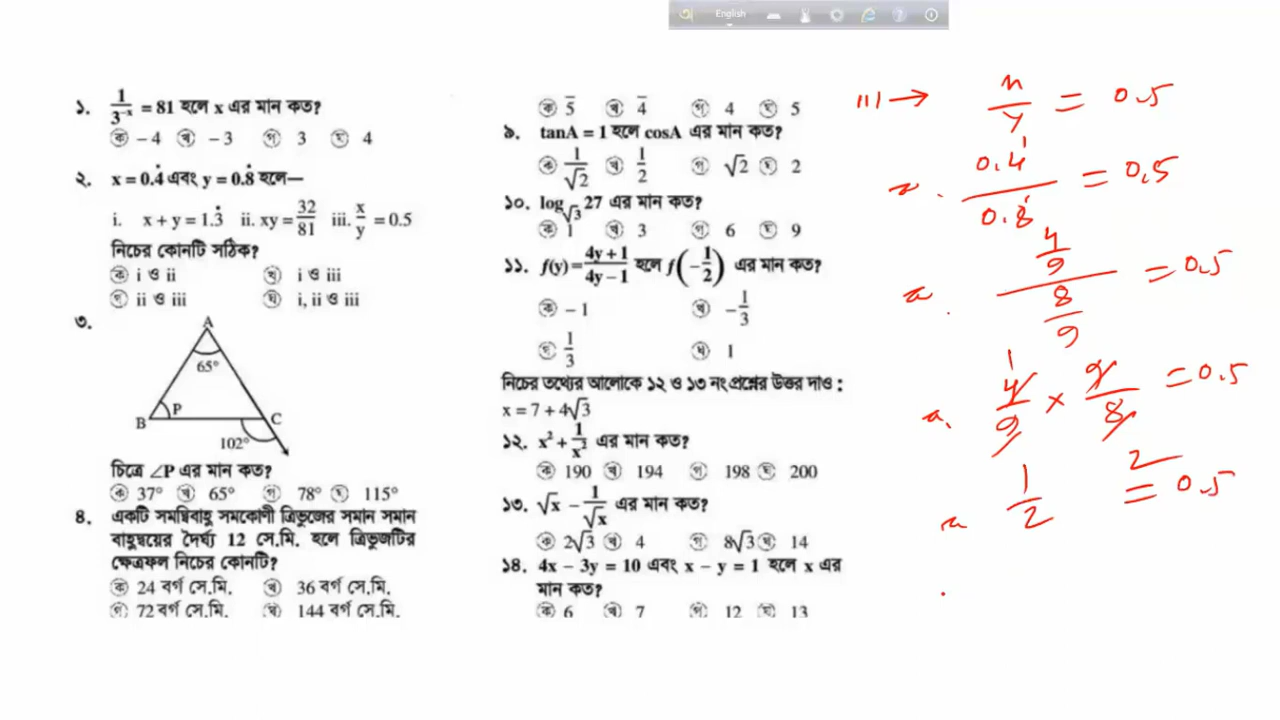 English
১. 1/3⁻ˣ = 81 হলে x এর মান কত?
ক – 4 খ – 3 গ 3 ঘ 4
২. x = 0.4̇ এবং y = 0.8̇ হলে—
i. x + y = 1.3̇ ii. xy = 32/81 iii. x/y = 0.5
নিচের কোনটি সঠিক?
ক i ও ii খ i ও iii
গ ii ও iii ঘ i, ii ও iii
৩.
A
65°
B P C
102°
চিত্রে ∠P এর মান কত?
ক 37° খ 65° গ 78° ঘ 115°
৪. একটি সমদ্বিবাহু সমকোণী ত্রিভুজের সমান সমান
বাহুদ্বয়ের দৈর্ঘ্য 12 সে.মি. হলে ত্রিভুজটির
ক্ষেত্রফল নিচের কোনটি?
ক 24 বর্গ সে.মি. খ 36 বর্গ সে.মি.
গ 72 বর্গ সে.মি. ঘ 144 বর্গ সে.মি.
ক 5̅ খ 4̅ গ 4 ঘ 5
৯. tanA = 1 হলে cosA এর মান কত?
ক 1/√2 খ 1/2 গ √2 ঘ 2
১০. log√3 27 এর মান কত?
ক 1 খ 3 গ 6 ঘ 9
১১. f(y) = (4y + 1)/(4y – 1) হলে f(–1/2) এর মান কত?
ক – 1 খ – 1/3
গ 1/3 ঘ 1
নিচের তথ্যের আলোকে ১২ ও ১৩ নং প্রশ্নের উত্তর দাও :
x = 7 + 4√3
১২. x² + 1/x² এর মান কত?
ক 190 খ 194 গ 198 ঘ 200
১৩. √x – 1/√x এর মান কত?
ক 2√3 খ 4 গ 8√3 ঘ 14
১৪. 4x – 3y = 10 এবং x – y = 1 হলে x এর
মান কত?
ক 6 খ 7 গ 12 ঘ 13
iii → x/y = 0.5
0.4̇/0.8̇ = 0.5
4/9 / 8/9 = 0.5
1
4/9 × 9/8 = 0.5
2
1/2 = 0.5